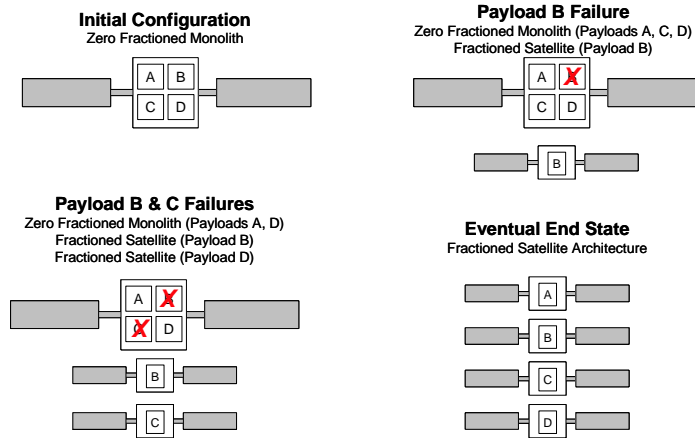 Initial Configuration
Zero Fractioned Monolith
A B
C D
Payload B Failure
Zero Fractioned Monolith (Payloads A, C, D)
Fractioned Satellite (Payload B)
A B X
C D
B
Payload B & C Failures
Zero Fractioned Monolith (Payloads A, D)
Fractioned Satellite (Payload B)
Fractioned Satellite (Payload D)
A B X
C X D
B
C
Eventual End State
Fractioned Satellite Architecture
A
B
C
D